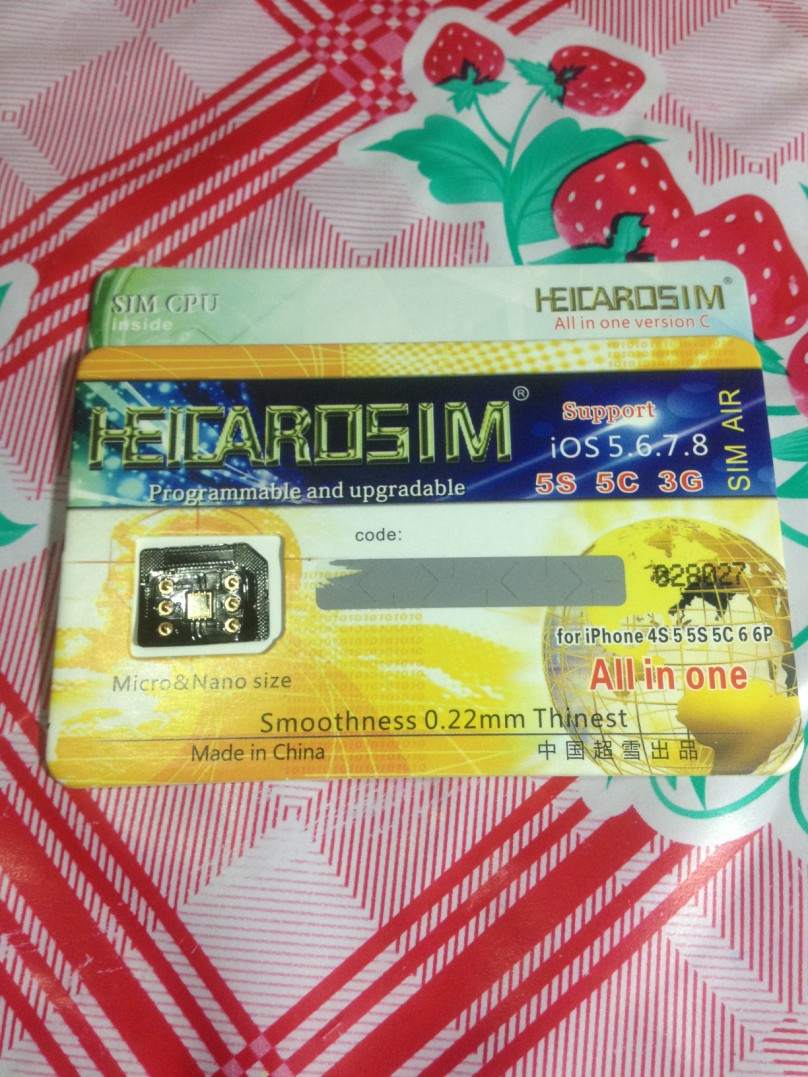 SIM CPU
inside
HEICARDSIM®
All in one version C
HEICARDSIM®
Programmable and upgradable
Support
iOS 5.6.7.8
5S 5C 3G
SIM AIR
code:
028027
for iPhone 4S 5 5S 5C 6 6P
All in one
Micro&Nano size
Smoothness 0.22mm Thinest
Made in China
中国超雪出品